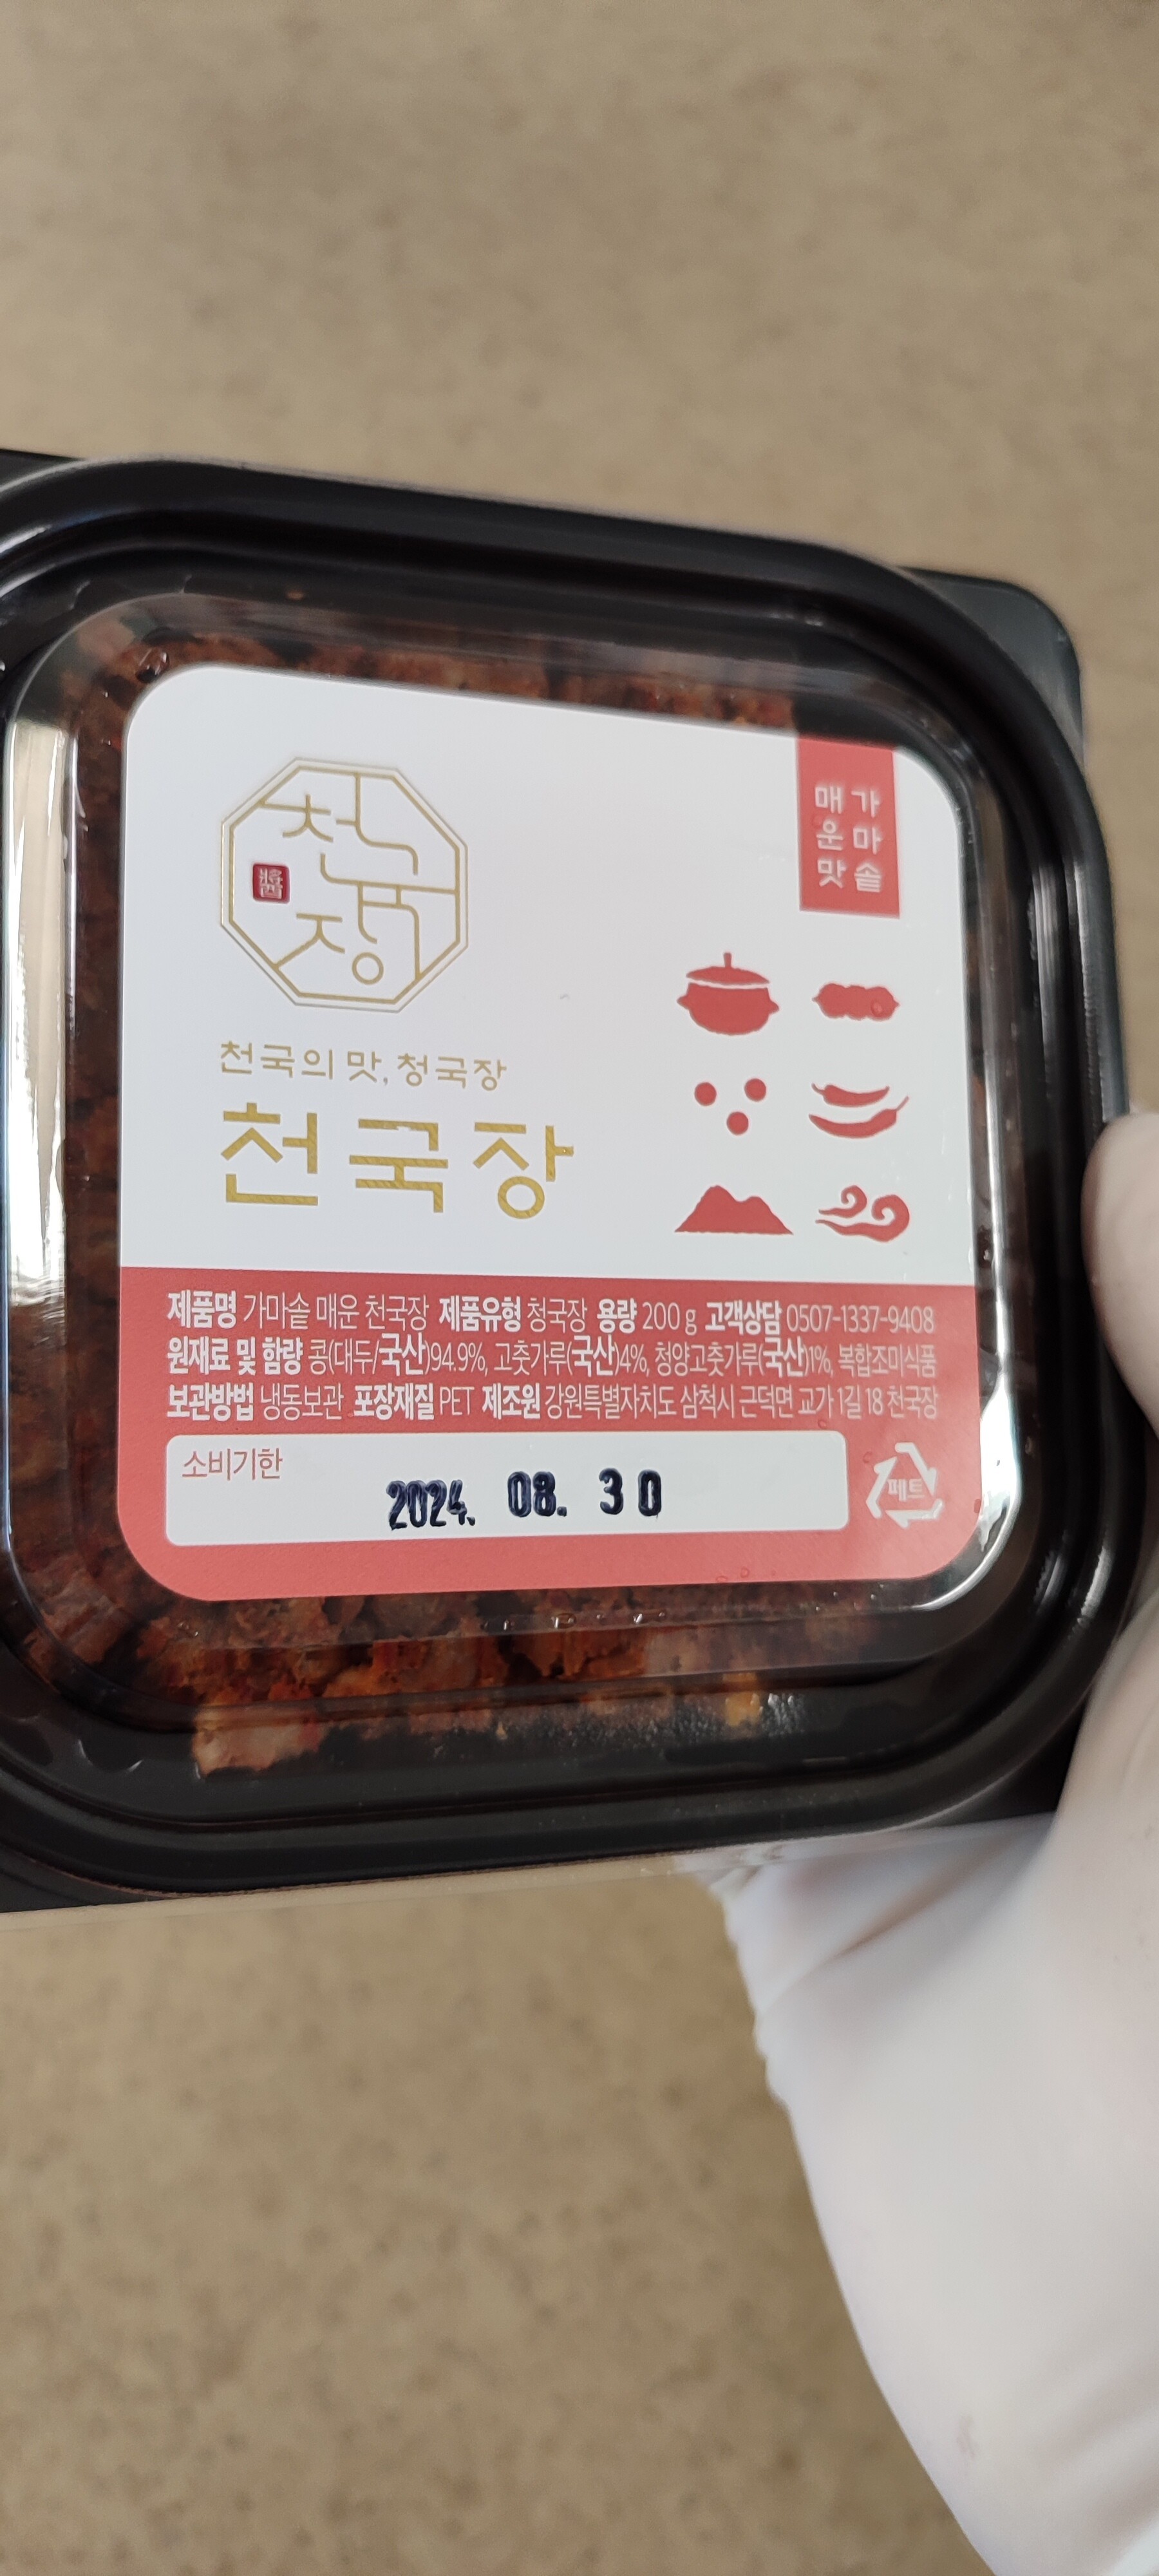 천국장
醬
가마솥
매운맛
천국의 맛, 청국장
천국장
제품명 가마솥 매운 천국장 제품유형 청국장 용량 200 g 고객상담 0507-1337-9408
원재료 및 함량 콩(대두/국산)94.9%, 고춧가루(국산)4%, 청양고춧가루(국산)1%, 복합조미식품
보관방법 냉동보관 포장재질 PET 제조원 강원특별자치도 삼척시 근덕면 교가1길 18 천국장
소비기한
2024. 08. 30
페트